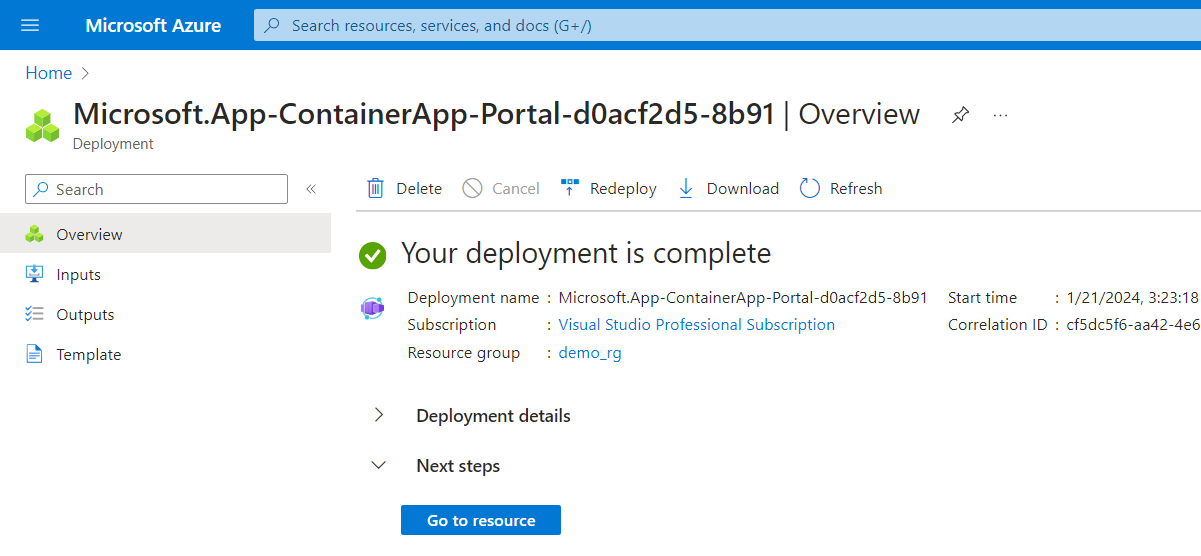 Microsoft Azure
Search resources, services, and docs (G+/)
Home
Microsoft.App-ContainerApp-Portal-d0acf2d5-8b91 | Overview
Deployment
Search
Delete Cancel Redeploy Download Refresh
Overview
Inputs
Outputs
Template
Your deployment is complete
Deployment name : Microsoft.App-ContainerApp-Portal-d0acf2d5-8b91 Start time : 1/21/2024, 3:23:18
Subscription : Visual Studio Professional Subscription Correlation ID : cf5dc5f6-aa42-4e6
Resource group : demo_rg
Deployment details
Next steps
Go to resource